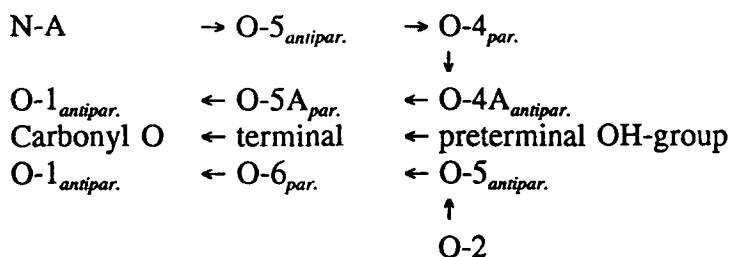 N-A → O-5antipar. → O-4par.
↓
O-1antipar. ← O-5Apar. ← O-4Aantipar.
Carbonyl O ← terminal ← preterminal OH-group
O-1antipar. ← O-6par. ← O-5antipar.
↑
O-2